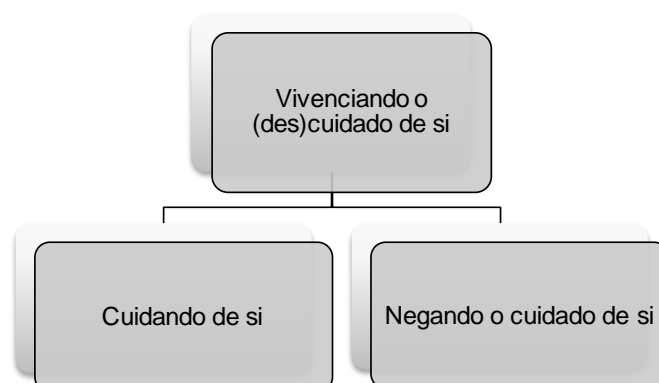 Vivenciando o
(des)cuidado de si
Cuidando de si
Negando o cuidado de si